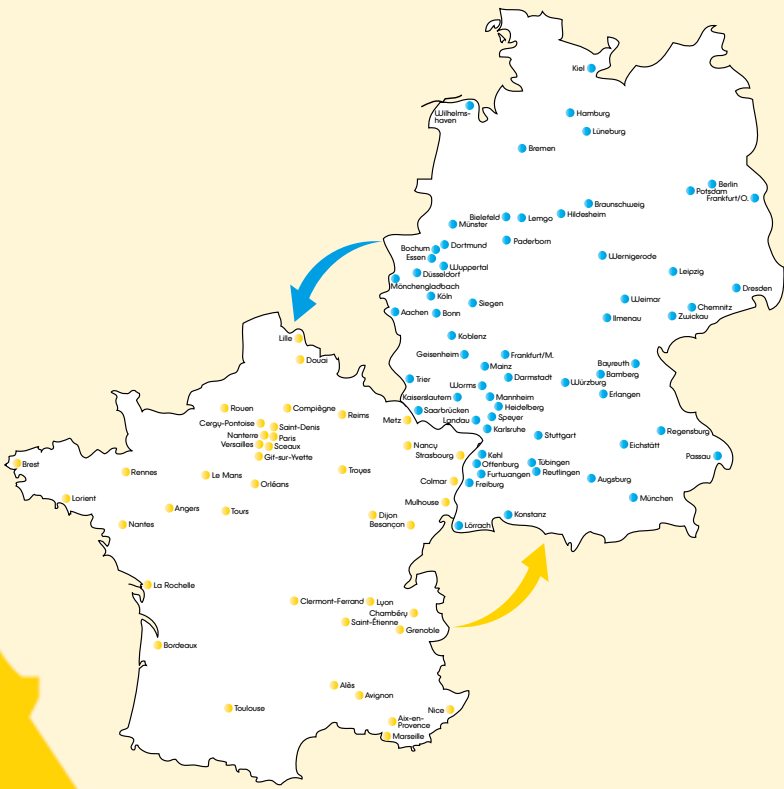 Kiel
Wilhelms-
haven
Hamburg
Lüneburg
Bremen
Berlin
Potsdam
Frankfurt/O.
Braunschweig
Hildesheim
Bielefeld
Lemgo
Münster
Paderborn
Dortmund
Bochum
Essen
Wuppertal
Düsseldorf
Mönchengladbach
Wernigerode
Leipzig
Dresden
Köln
Siegen
Weimar
Chemnitz
Zwickau
Ilmenau
Aachen
Bonn
Koblenz
Geisenheim
Frankfurt/M.
Mainz
Bayreuth
Bamberg
Trier
Darmstadt
Würzburg
Worms
Erlangen
Kaiserslautern
Mannheim
Heidelberg
Saarbrücken
Landau
Speyer
Karlsruhe
Regensburg
Stuttgart
Eichstätt
Passau
Kehl
Offenburg
Tübingen
Reutlingen
Furtwangen
Freiburg
Augsburg
München
Konstanz
Lörrach
Lille
Douai
Rouen
Compiègne
Reims
Metz
Cergy-Pontoise
Saint-Denis
Nanterre
Paris
Versailles
Sceaux
Gif-sur-Yvette
Nancy
Strasbourg
Brest
Rennes
Le Mans
Troyes
Orléans
Colmar
Lorient
Mulhouse
Angers
Tours
Dijon
Besançon
Nantes
La Rochelle
Clermont-Ferrand
Lyon
Chambéry
Saint-Étienne
Grenoble
Bordeaux
Alès
Avignon
Toulouse
Nice
Aix-en-
Provence
Marseille